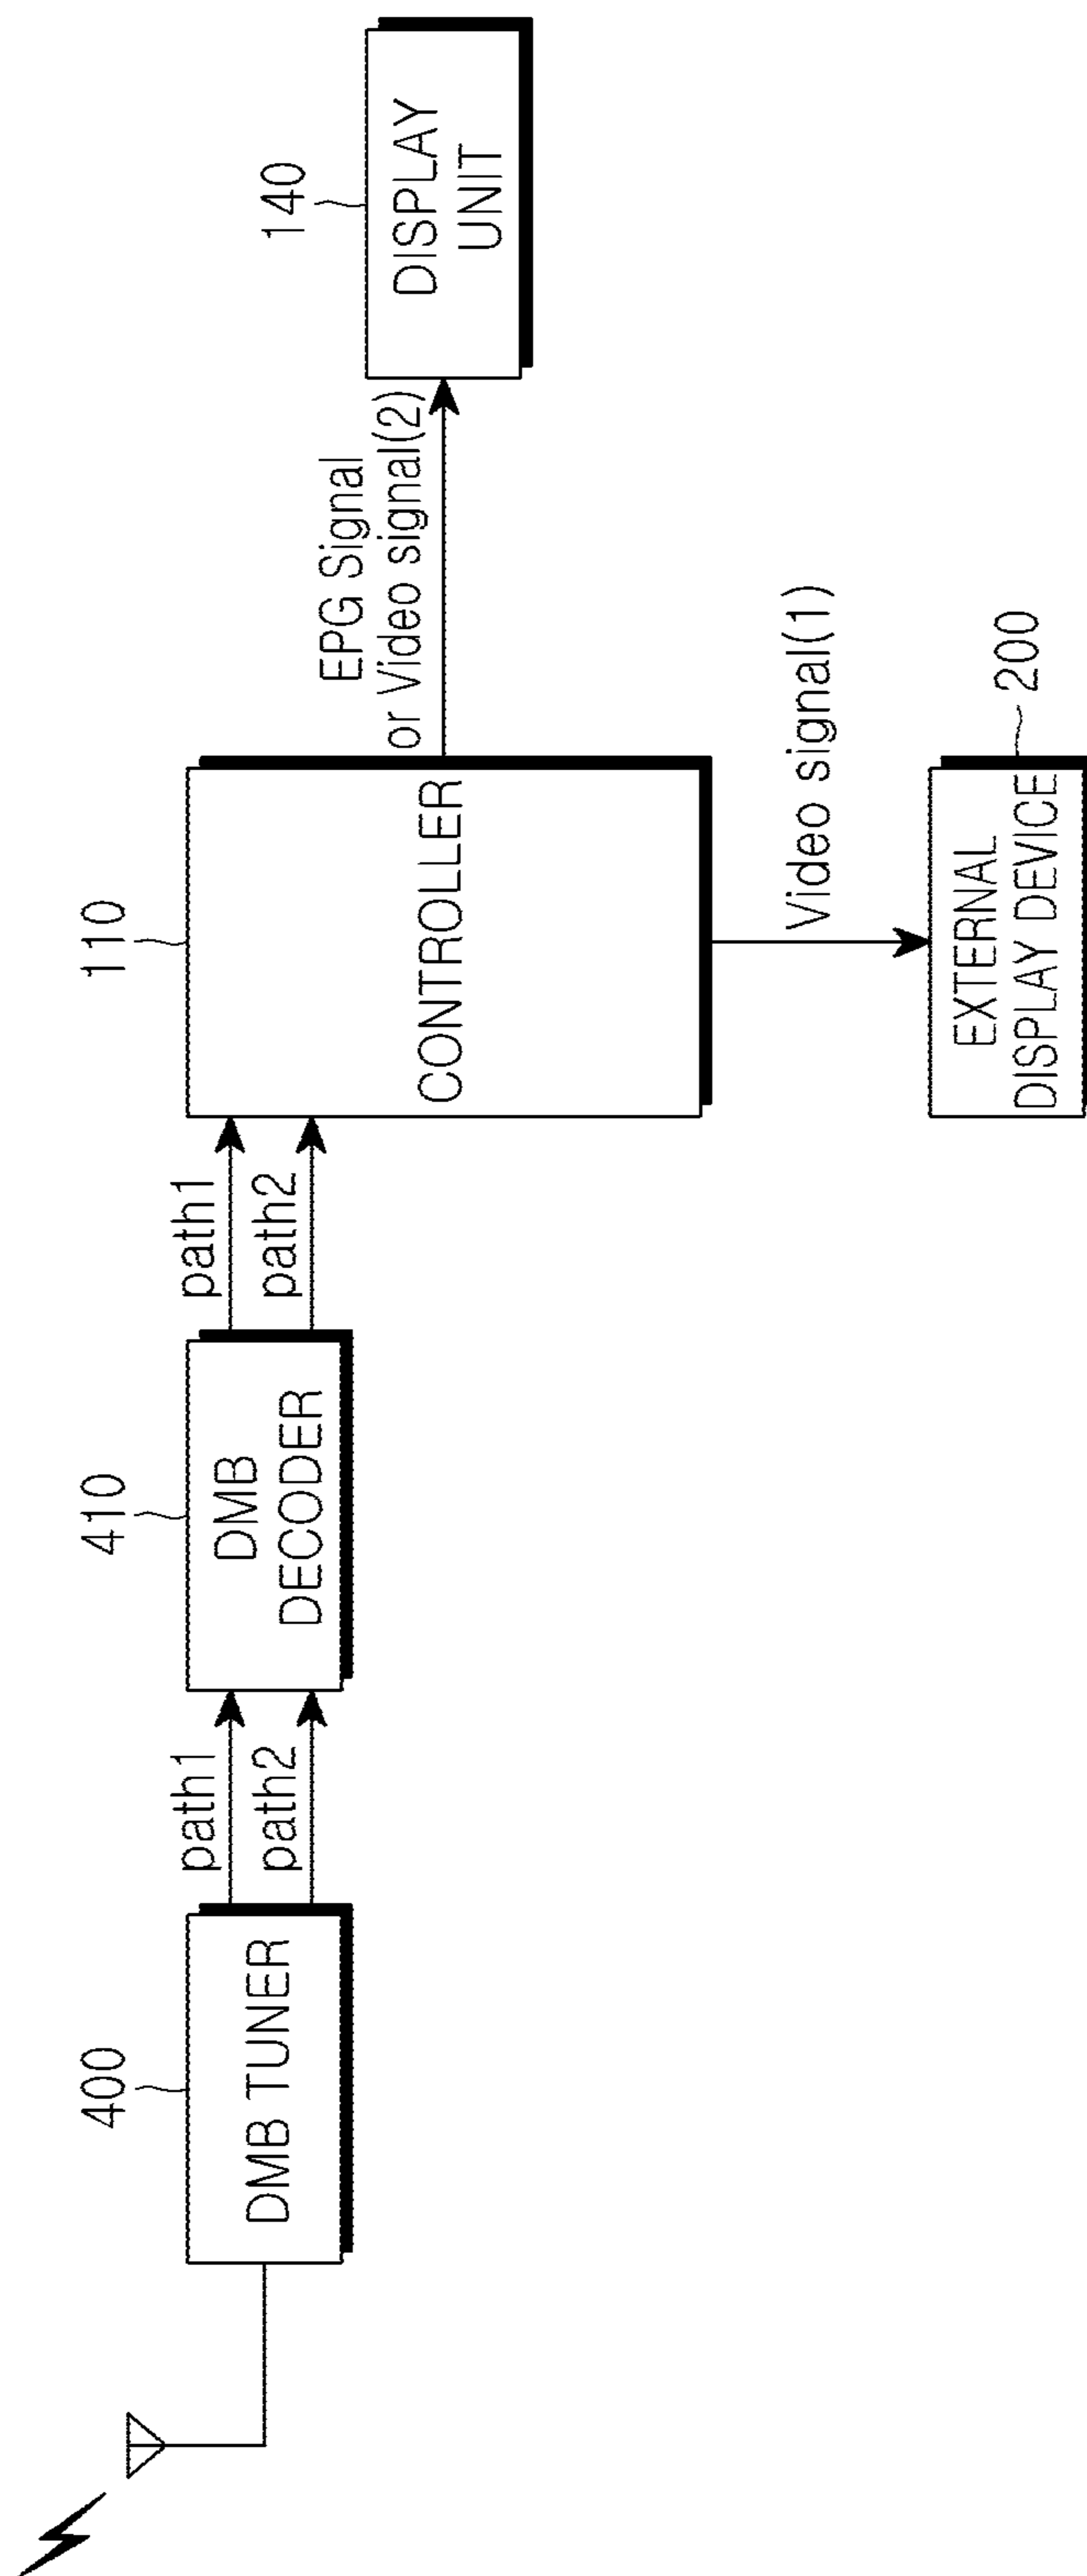 400
DMB TUNER
path1
path2
410
DMB
DECODER
path1
path2
110
CONTROLLER
EPG Signal
or Video signal(2)
140
DISPLAY
UNIT
Video signal(1)
EXTERNAL
DISPLAY DEVICE
200